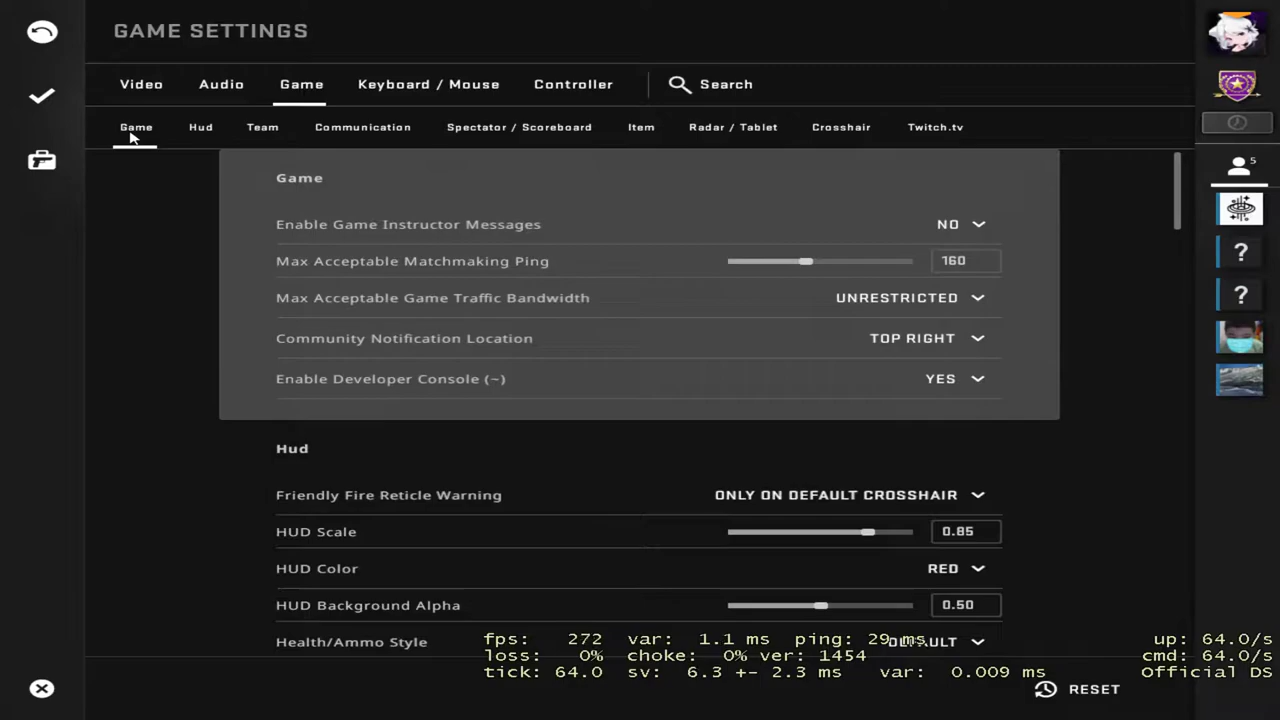 GAME SETTINGS
Video Audio Game Keyboard / Mouse Controller Search
Game Hud Team Communication Spectator / Scoreboard Item Radar / Tablet Crosshair Twitch.tv
5
Game
Enable Game Instructor Messages NO
Max Acceptable Matchmaking Ping 160
Max Acceptable Game Traffic Bandwidth UNRESTRICTED
Community Notification Location TOP RIGHT
Enable Developer Console (~) YES
? 
?
Hud
Friendly Fire Reticle Warning ONLY ON DEFAULT CROSSHAIR
HUD Scale 0.85
HUD Color RED
HUD Background Alpha 0.50
Health/Ammo Style DEFAULT
fps: 272 var: 1.1 ms ping: 29 ms up: 64.0/s
loss: 0% choke: 0% ver: 1454 cmd: 64.0/s
tick: 64.0 sv: 6.3 +- 2.3 ms var: 0.009 ms Official DS
RESET